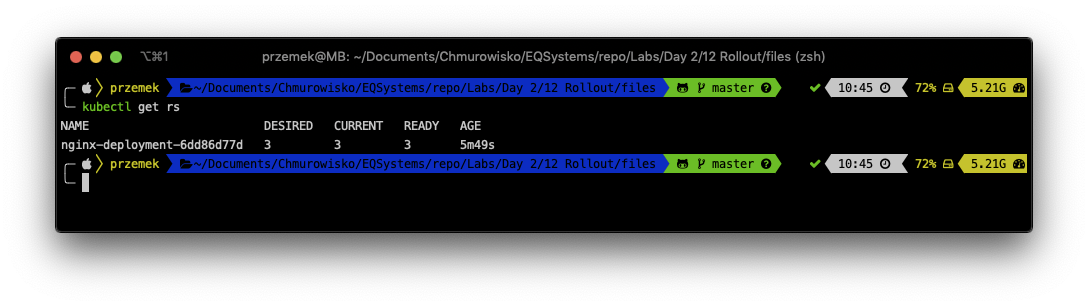 ⌥⌘1 przemek@MB: ~/Documents/Chmurowisko/EQSystems/repo/Labs/Day 2/12 Rollout/files (zsh)
przemek ~/Documents/Chmurowisko/EQSystems/repo/Labs/Day 2/12 Rollout/files master ? ✔ 10:45 72% 5.21G
kubectl get rs
NAME DESIRED CURRENT READY AGE
nginx-deployment-6dd86d77d 3 3 3 5m49s
przemek ~/Documents/Chmurowisko/EQSystems/repo/Labs/Day 2/12 Rollout/files master ? ✔ 10:45 72% 5.21G